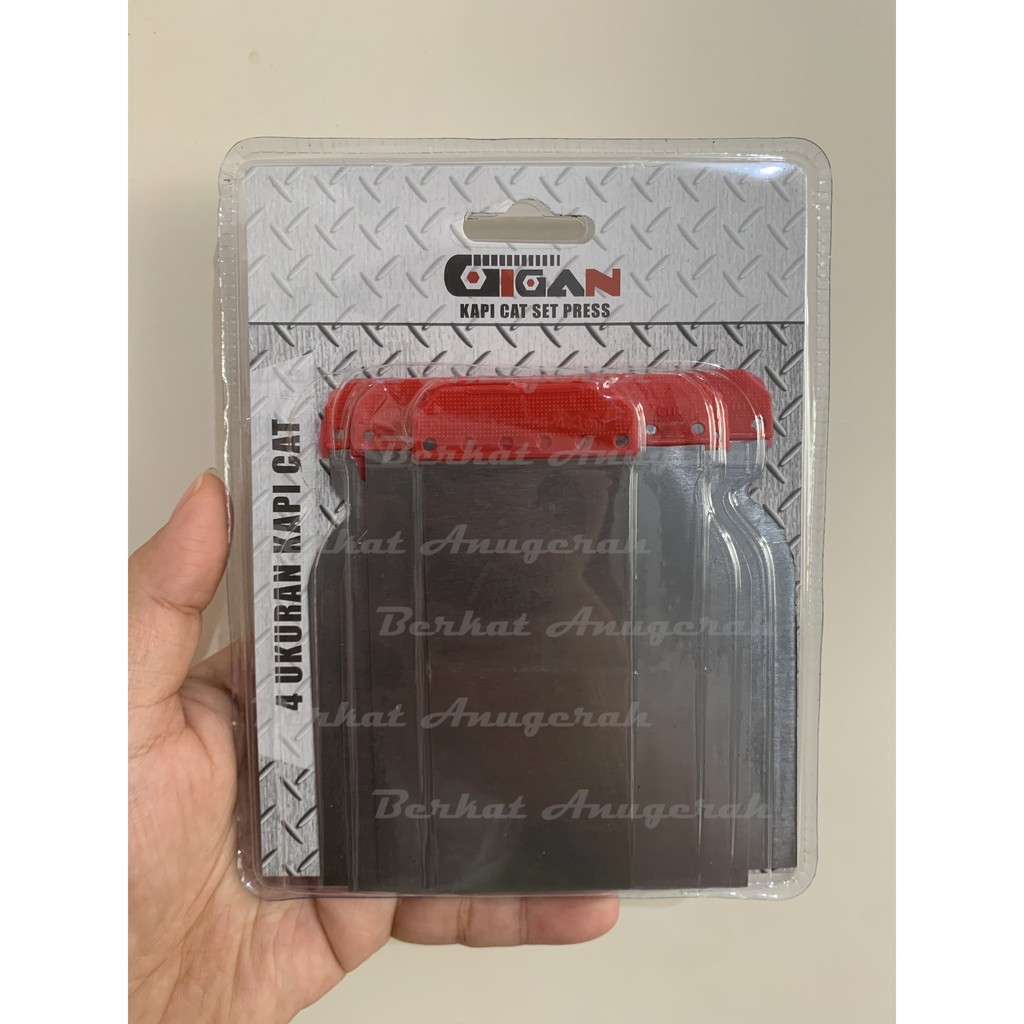 GIGAN
KAPI CAT SET PRESS
4 UKURAN KAPI CAT
Berkat Anugerah
Berkat Anugerah
Berkat Anugerah
Berkat Anugerah
Berkat Anugerah